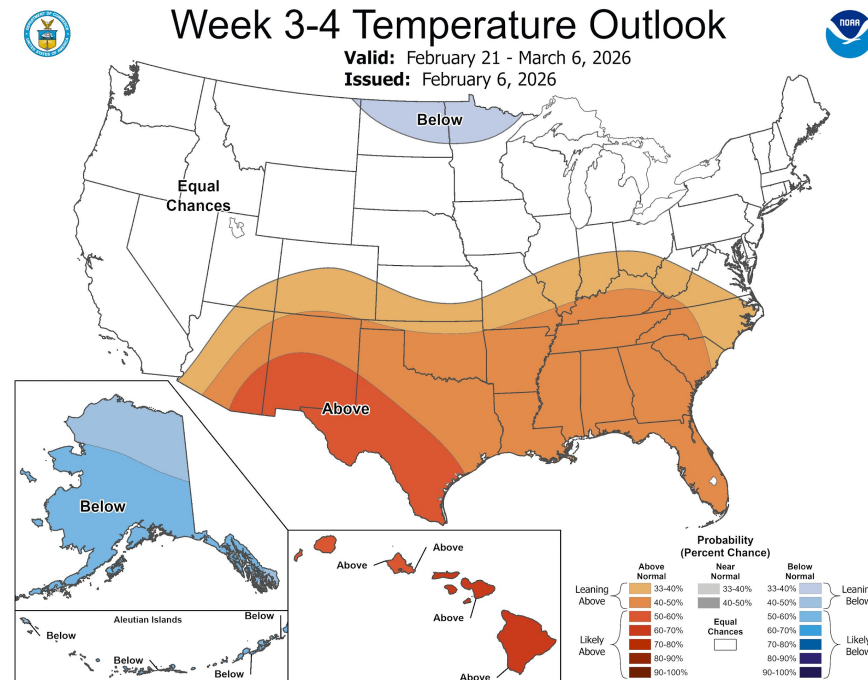 Week 3-4 Temperature Outlook
Valid: February 21 - March 6, 2026
Issued: February 6, 2026
NOAA
Below
Equal
Chances
Above
Below
Aleutian Islands
Below
Below
Below
Below
Above
Above
Above
Above
Probability
(Percent Chance)
Above
Normal
Near
Normal
Below
Normal
Leaning
Above
33-40%
40-50%
33-40%
40-50%
33-40%
40-50%
Leaning
Below
Likely
Above
50-60%
60-70%
70-80%
80-90%
90-100%
Equal
Chances
50-60%
60-70%
70-80%
80-90%
90-100%
Likely
Below